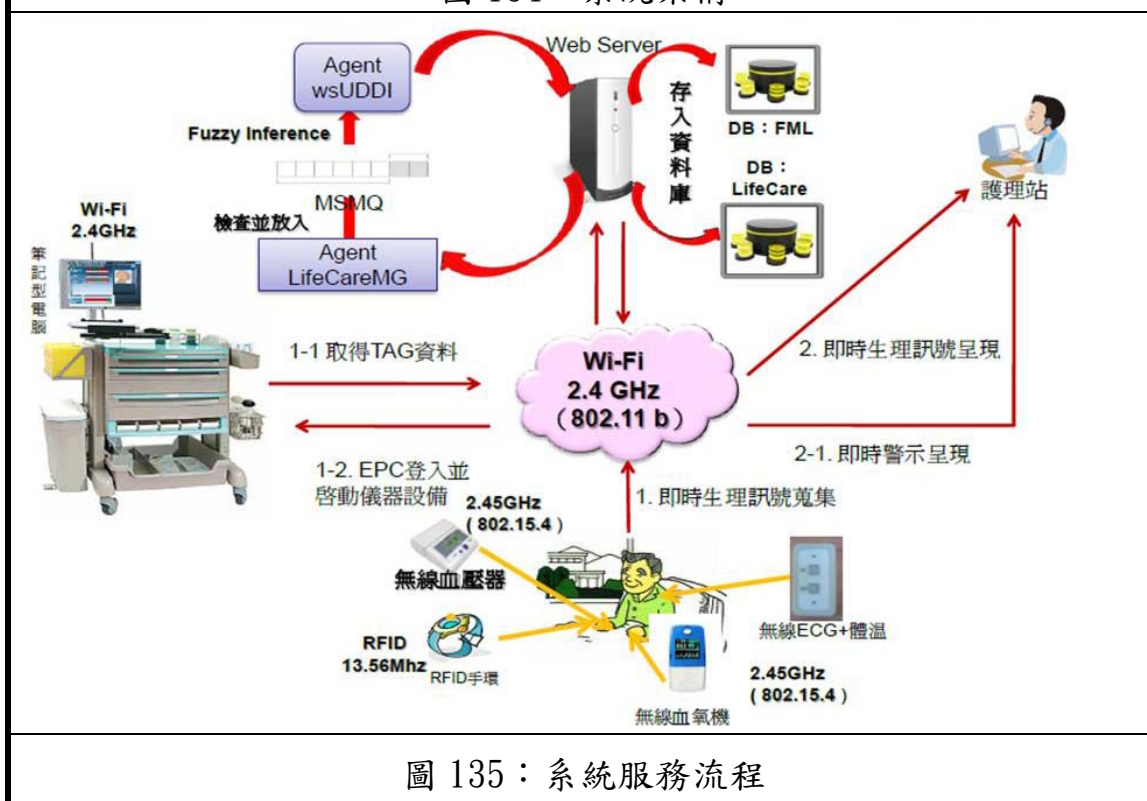 Web Server
Agent
wsUDDI
存入資料庫
DB：FML
Fuzzy Inference
DB：
LifeCare
護理站
MSMQ
Wi-Fi
2.4GHz
檢查並放入
Agent
LifeCareMG
筆記型電腦
1-1 取得TAG資料
Wi-Fi
2.4 GHz
（802.11 b）
2. 即時生理訊號呈現
2-1. 即時警示呈現
1-2. EPC登入並
啓動儀器設備
1. 即時生理訊號蒐集
2.45GHz
（802.15.4）
無線血壓器
無線ECG+體溫
RFID
13.56Mhz
RFID手環
2.45GHz
（802.15.4）
無線血氧機
圖 135：系統服務流程